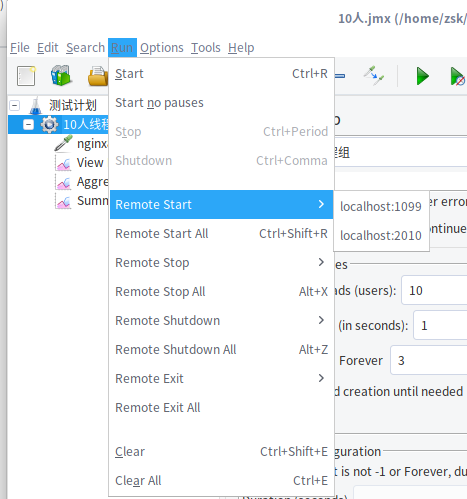 10人.jmx (/home/zsk/
File Edit Search Run Options Tools Help
Start Ctrl+R
Start no pauses
Stop Ctrl+Period
Shutdown Ctrl+Comma
Remote Start
Remote Start All Ctrl+Shift+R
Remote Stop
Remote Stop All Alt+X
Remote Shutdown
Remote Shutdown All Alt+Z
Remote Exit
Remote Exit All
Clear Ctrl+Shift+E
Clear All Ctrl+E
localhost:1099
localhost:2010
测试计划
10人线程
nginx
View
Aggre
Summ
程组
er error
ontinue
es
ads (users): 10
(in seconds): 1
Forever 3
d creation until needed
guration
t is not -1 or Forever, du
Duration (seconds)